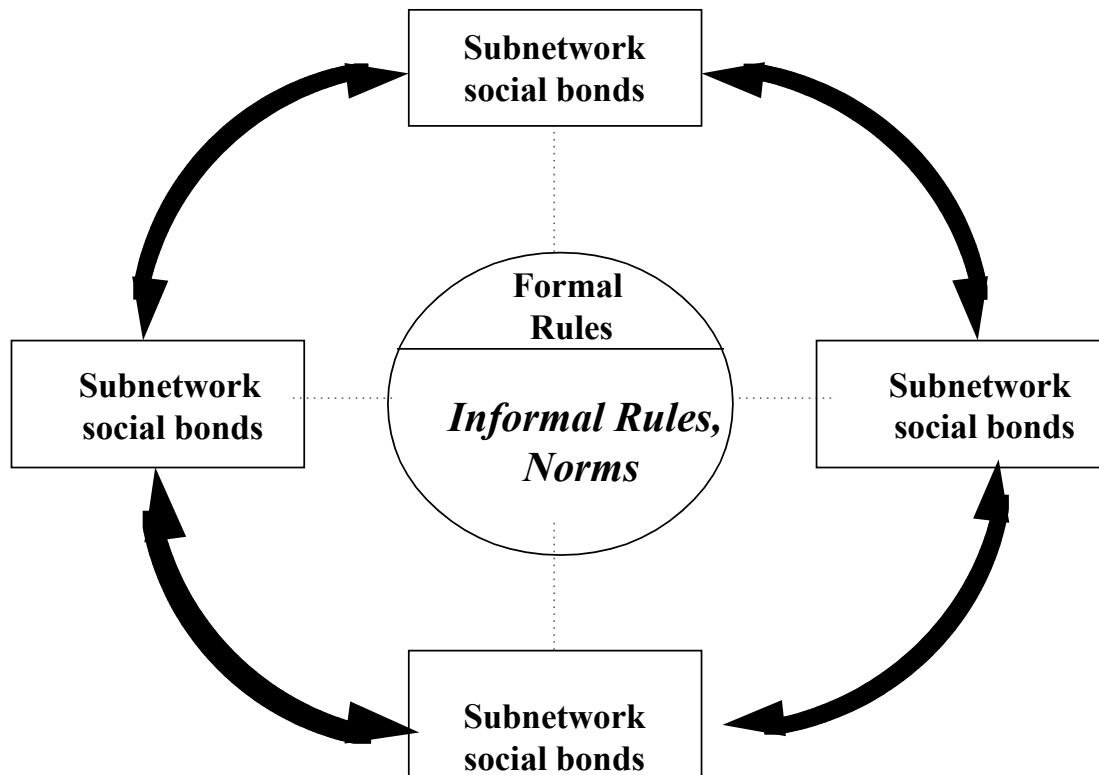 Subnetwork
social bonds
Formal
Rules
Subnetwork
social bonds
Informal Rules,
Norms
Subnetwork
social bonds
Subnetwork
social bonds